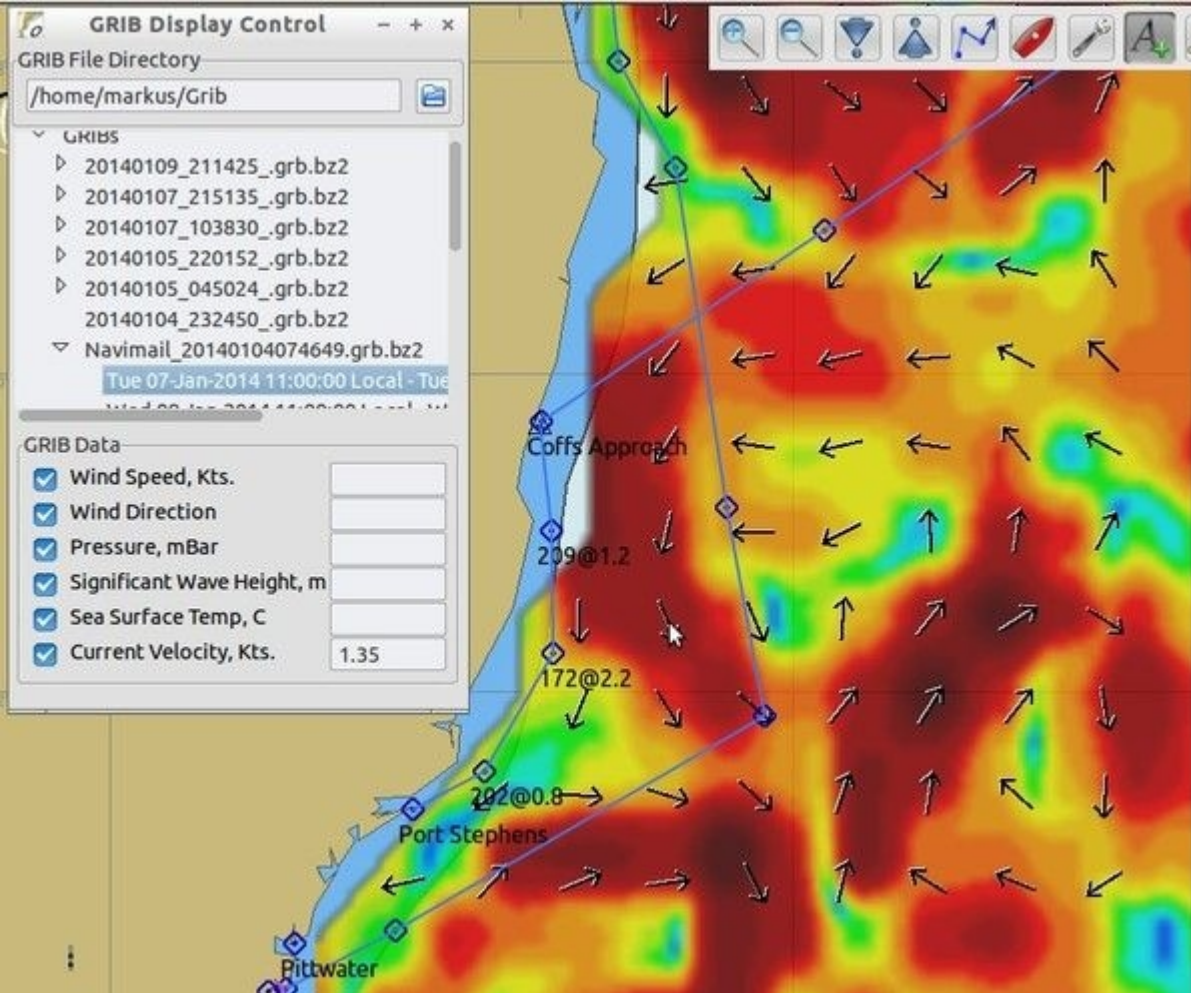 GRIB Display Control
GRIB File Directory
/home/markus/Grib
GRIBs
20140109_211425_.grb.bz2
20140107_215135_.grb.bz2
20140107_103830_.grb.bz2
20140105_220152_.grb.bz2
20140105_045024_.grb.bz2
20140104_232450_.grb.bz2
Navimail_20140104074649.grb.bz2
Tue 07-Jan-2014 11:00:00 Local - Tue
GRIB Data
Wind Speed, Kts.
Wind Direction
Pressure, mBar
Significant Wave Height, m
Sea Surface Temp, C
Current Velocity, Kts. 1.35
A
Coffs Approach
209@1.2
172@2.2
202@0.8
Port Stephens
Pittwater